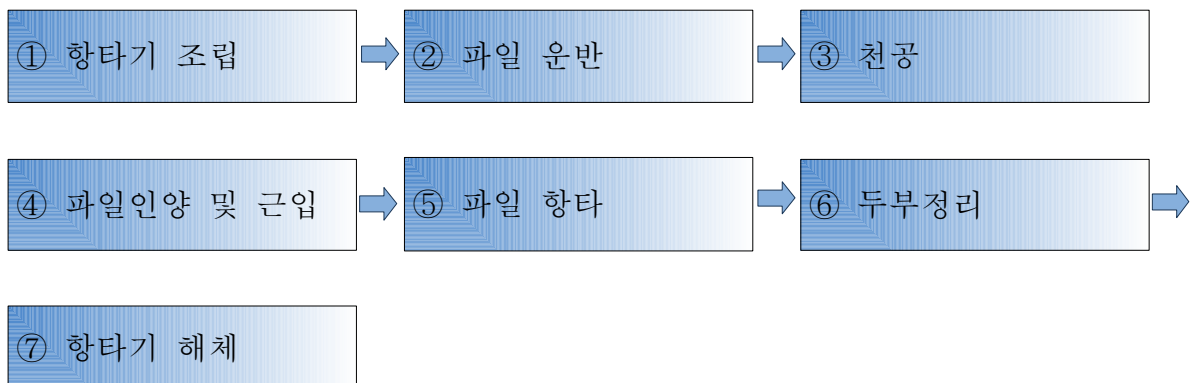 ① 항타기 조립
② 파일 운반
③ 천공
④ 파일인양 및 근입
⑤ 파일 항타
⑥ 두부정리
⑦ 항타기 해체